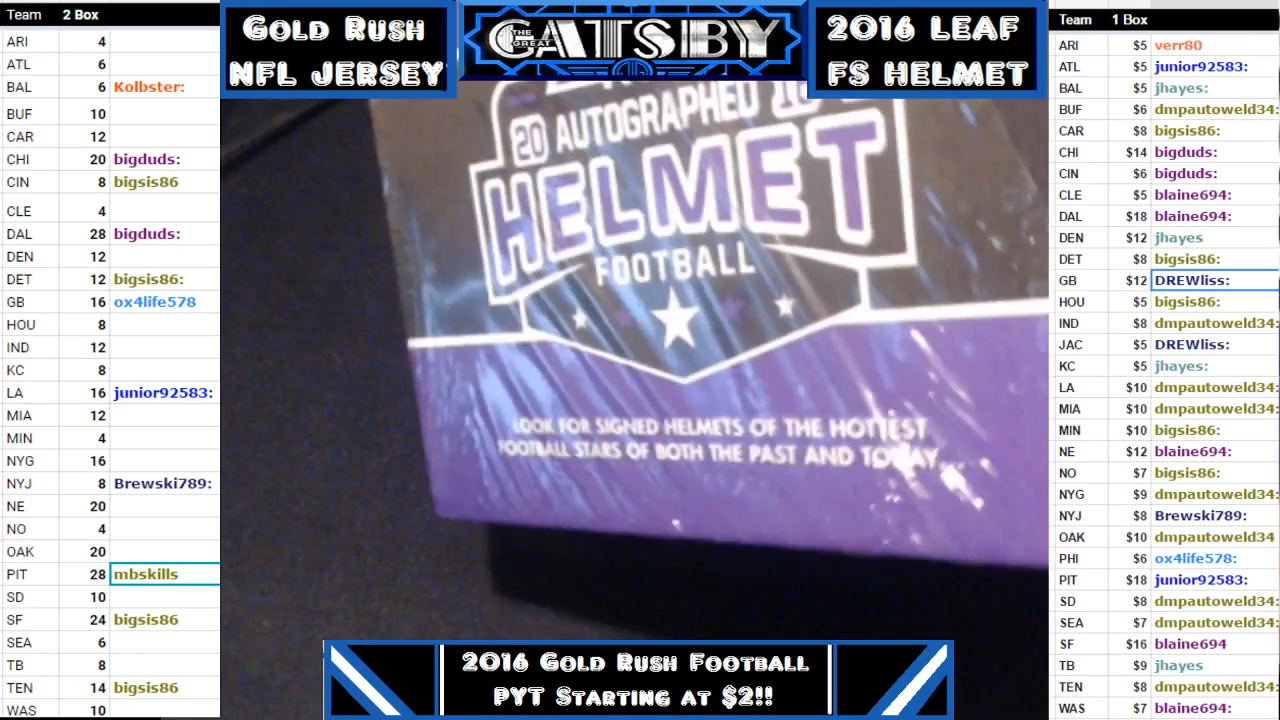 Team 2 Box
ARI 4
ATL 6
BAL 6 Kolbster:
BUF 10
CAR 12
CHI 20 bigduds:
CIN 8 bigsis86
CLE 4
DAL 28 bigduds:
DEN 12
DET 12 bigsis86:
GB 16 ox4life578
HOU 8
IND 12
KC 8
LA 16 junior92583:
MIA 12
MIN 4
NYG 16
NYJ 8 Brewski789:
NE 20
NO 4
OAK 20
PIT 28 mbskills
SD 10
SF 24 bigsis86
SEA 6
TB 8
TEN 14 bigsis86
WAS 10
Gold Rush
NFL Jersey
THE GREAT GATSBY
2016 LEAF
FS HELMET
20 AUTOGRAPHED
HELMET
FOOTBALL
LOOK FOR SIGNED HELMETS OF THE HOTTEST
FOOTBALL STARS OF BOTH THE PAST AND TODAY
2016 Gold Rush Football
PYT Starting at $2!!
Team 1 Box
ARI $5 verr80
ATL $5 junior92583:
BAL $5 jhayes:
BUF $6 dmpautoweld34:
CAR $8 bigsis86:
CHI $14 bigduds:
CIN $6 bigduds:
CLE $5 blaine694:
DAL $18 blaine694:
DEN $12 jhayes
DET $8 bigsis86:
GB $12 DREWliss:
HOU $5 bigsis86:
IND $8 dmpautoweld34:
JAC $5 DREWliss:
KC $5 jhayes:
LA $10 dmpautoweld34:
MIA $10 dmpautoweld34:
MIN $10 bigsis86:
NE $12 blaine694:
NO $7 bigsis86:
NYG $9 dmpautoweld34:
NYJ $8 Brewski789:
OAK $10 dmpautoweld34
PHI $6 ox4life578:
PIT $18 junior92583:
SD $8 dmpautoweld34:
SEA $7 dmpautoweld34:
SF $16 blaine694
TB $9 jhayes
TEN $8 dmpautoweld34:
WAS $7 blaine694: